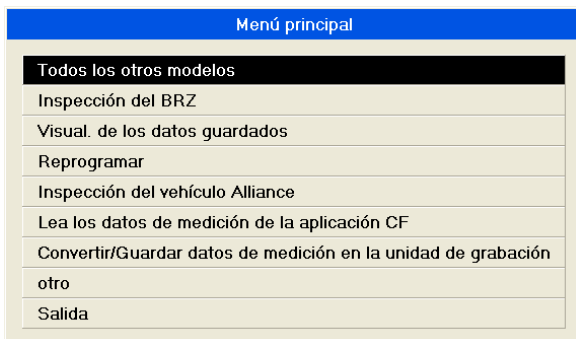 Menú principal
Todos los otros modelos
Inspección del BRZ
Visual. de los datos guardados
Reprogramar
Inspección del vehículo Alliance
Lea los datos de medición de la aplicación CF
Convertir/Guardar datos de medición en la unidad de grabación
otro
Salida